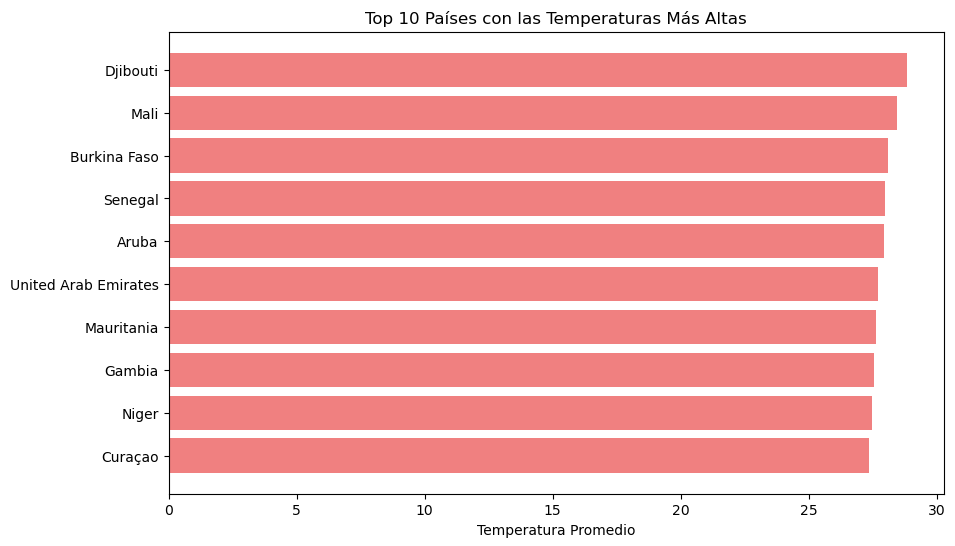 Top 10 Países con las Temperaturas Más Altas
Djibouti
Mali
Burkina Faso
Senegal
Aruba
United Arab Emirates
Mauritania
Gambia
Niger
Curaçao
0 5 10 15 20 25 30
Temperatura Promedio